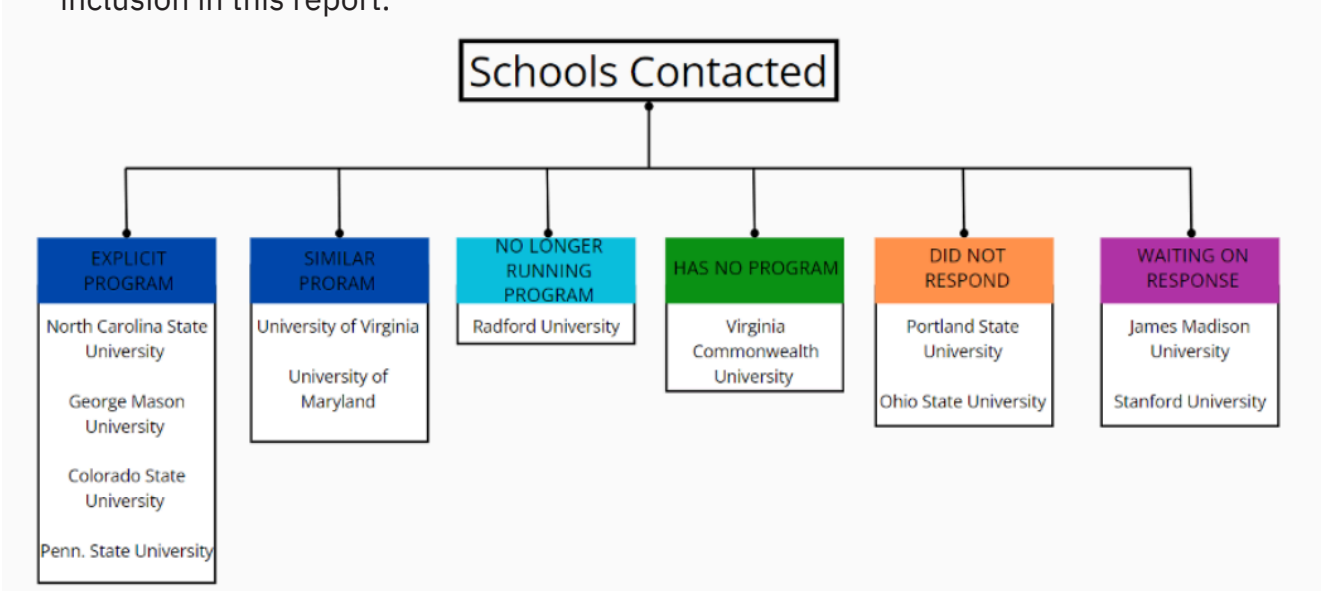 inclusion in this report.
Schools Contacted
EXPLICIT
PROGRAM
North Carolina State
University
George Mason
University
Colorado State
University
Penn. State University
SIMILAR
PRORAM
University of Virginia
University of
Maryland
NO LONGER
RUNNING
PROGRAM
Radford University
HAS NO PROGRAM
Virginia
Commonwealth
University
DID NOT
RESPOND
Portland State
University
Ohio State University
WAITING ON
RESPONSE
James Madison
University
Stanford University